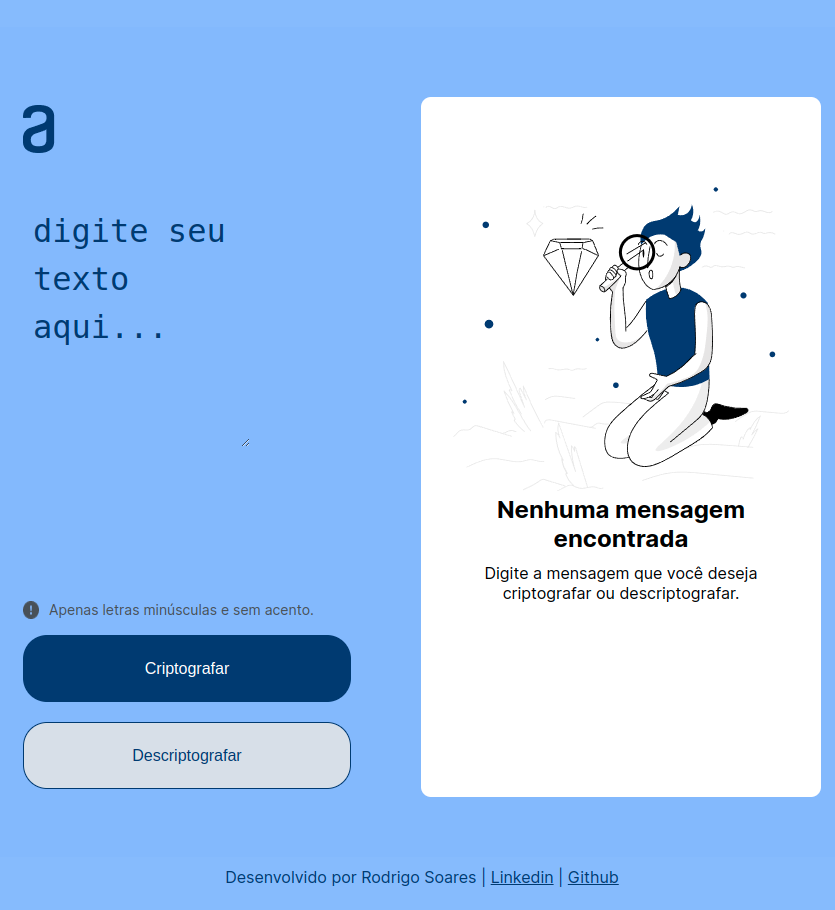 a
digite seu
texto
aqui...
Apenas letras minúsculas e sem acento.
Criptografar
Descriptografar
Nenhuma mensagem
encontrada
Digite a mensagem que você deseja
criptografar ou descriptografar.
Desenvolvido por Rodrigo Soares | Linkedin | Github